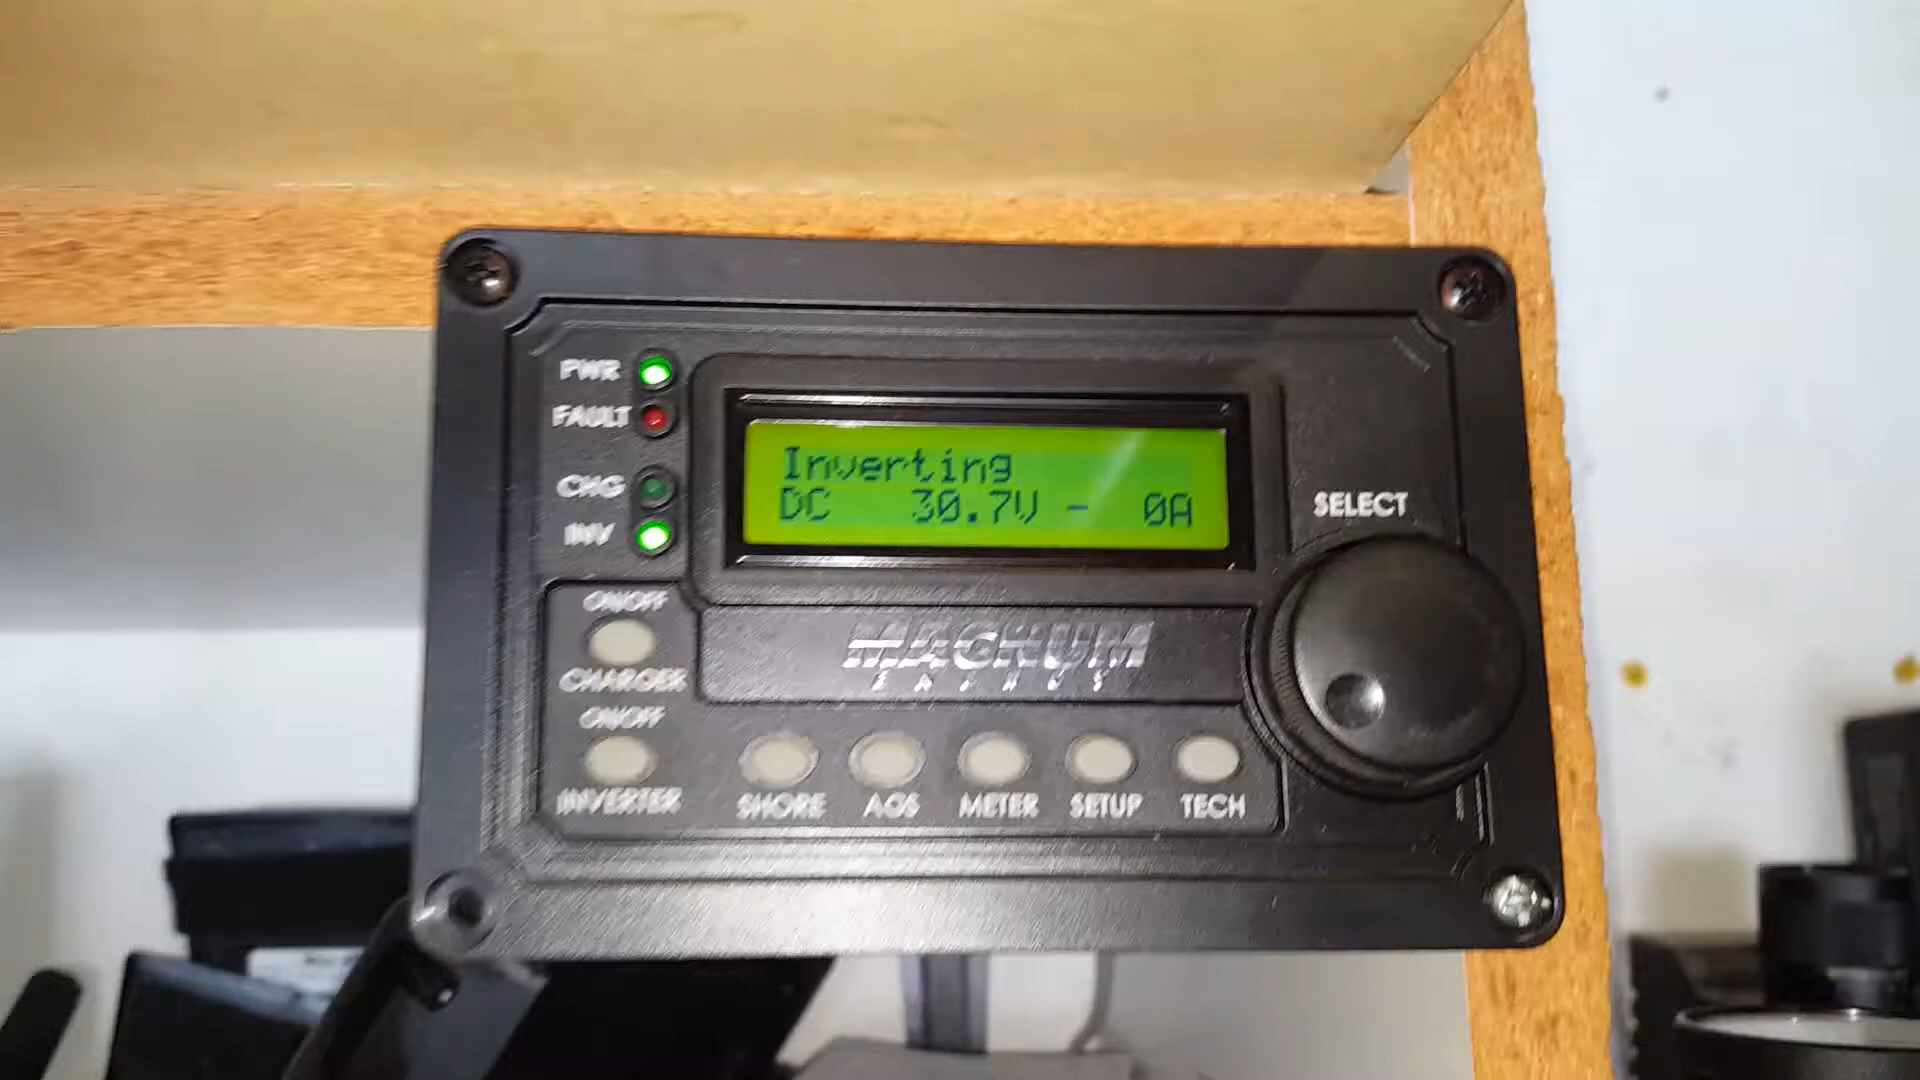 PWR
FAULT
CHG
INV
Inverting
DC 30.7V - 0A
SELECT
ON/OFF
CHARGER
MAGNUM
ENERGY
ON/OFF
INVERTER
SHORE
AGS
METER
SETUP
TECH